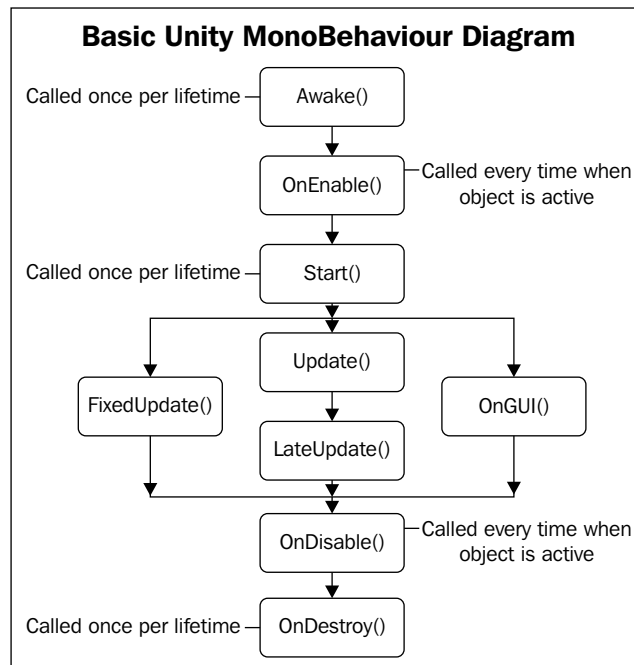 Basic Unity MonoBehaviour Diagram
Called once per lifetime
Awake()
OnEnable()
Called every time when
object is active
Called once per lifetime
Start()
Update()
FixedUpdate()
OnGUI()
LateUpdate()
OnDisable()
Called every time when
object is active
Called once per lifetime
OnDestroy()